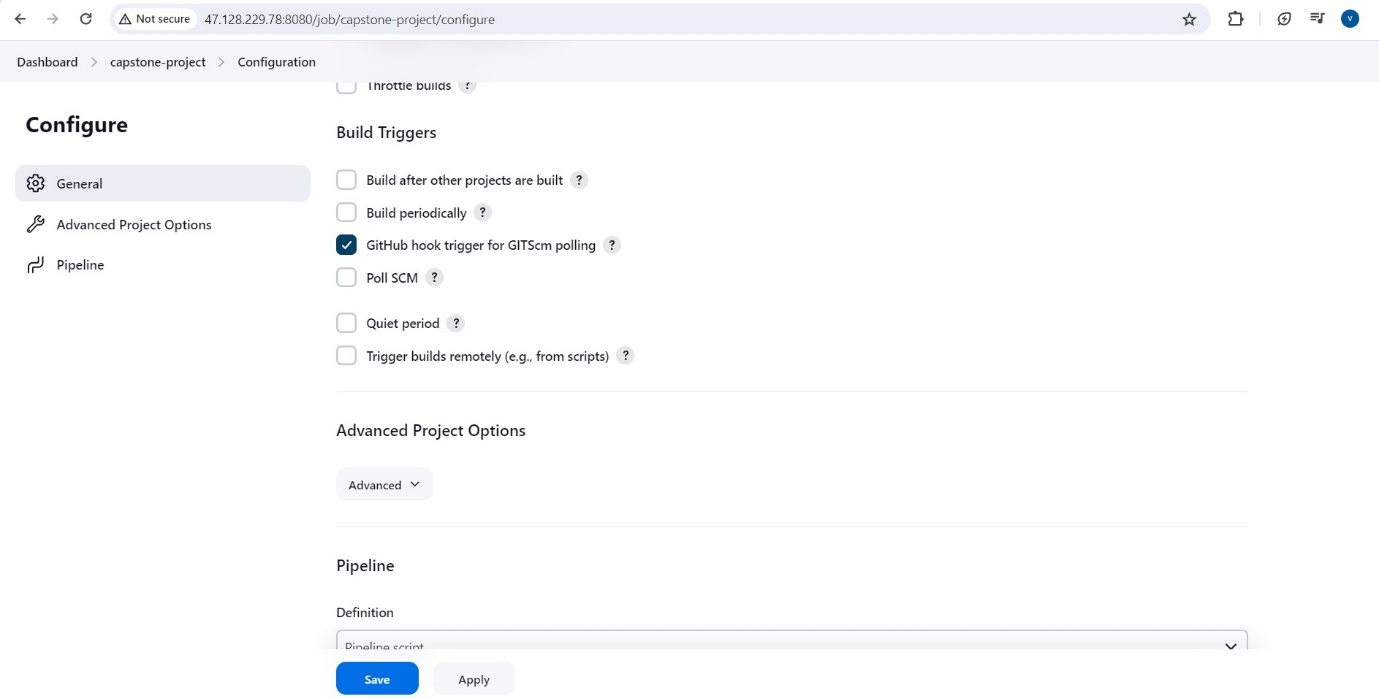 Not secure 47.128.229.78:8080/job/capstone-project/configure
V
Dashboard > capstone-project > Configuration
Throttle builds ?
Configure
Build Triggers
General
Build after other projects are built ?
Build periodically ?
Advanced Project Options
GitHub hook trigger for GITScm polling ?
Pipeline
Poll SCM ?
Quiet period ?
Trigger builds remotely (e.g., from scripts) ?
Advanced Project Options
Advanced
Pipeline
Definition
Pipeline script
Save Apply